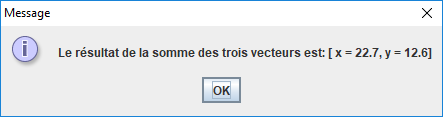 Message
Le résultat de la somme des trois vecteurs est: [ x = 22.7, y = 12.6]
OK